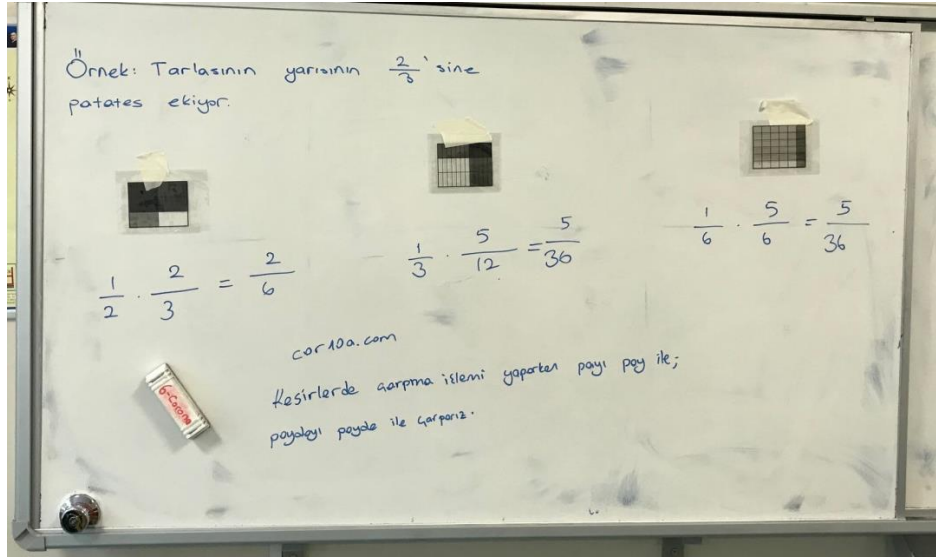 Örnek: Tarlasının yarısının 2/3'sine
patates ekiyor.
1/2 . 2/3 = 2/6
1/3 . 5/12 = 5/36
1/6 . 5/6 = 5/36
cor10a.com
Kesirlerde çarpma işlemi yaparken payı pay ile;
paydayı payda ile çarparız.
6-Corona